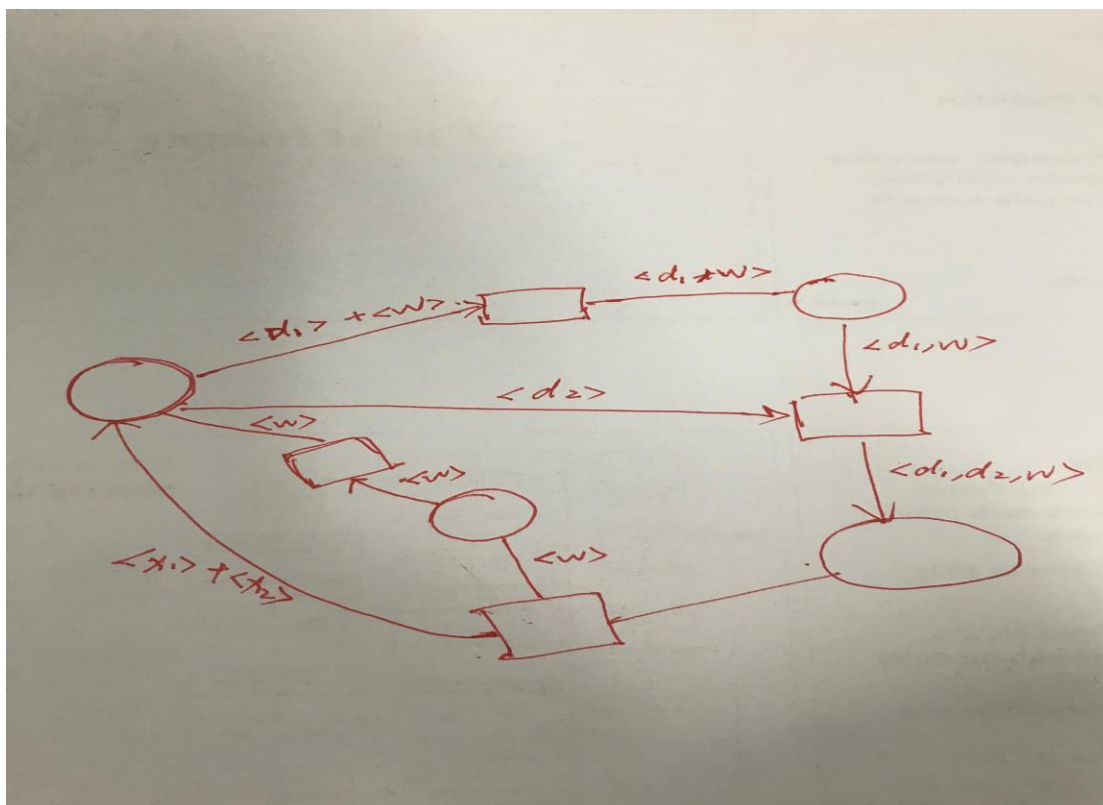 <d₁*w>
<d₁> + <w>
<d₁,w>
<d₂>
<w>
<w>
<d₁,d₂,w>
<w>
<x₁> + <x₂>